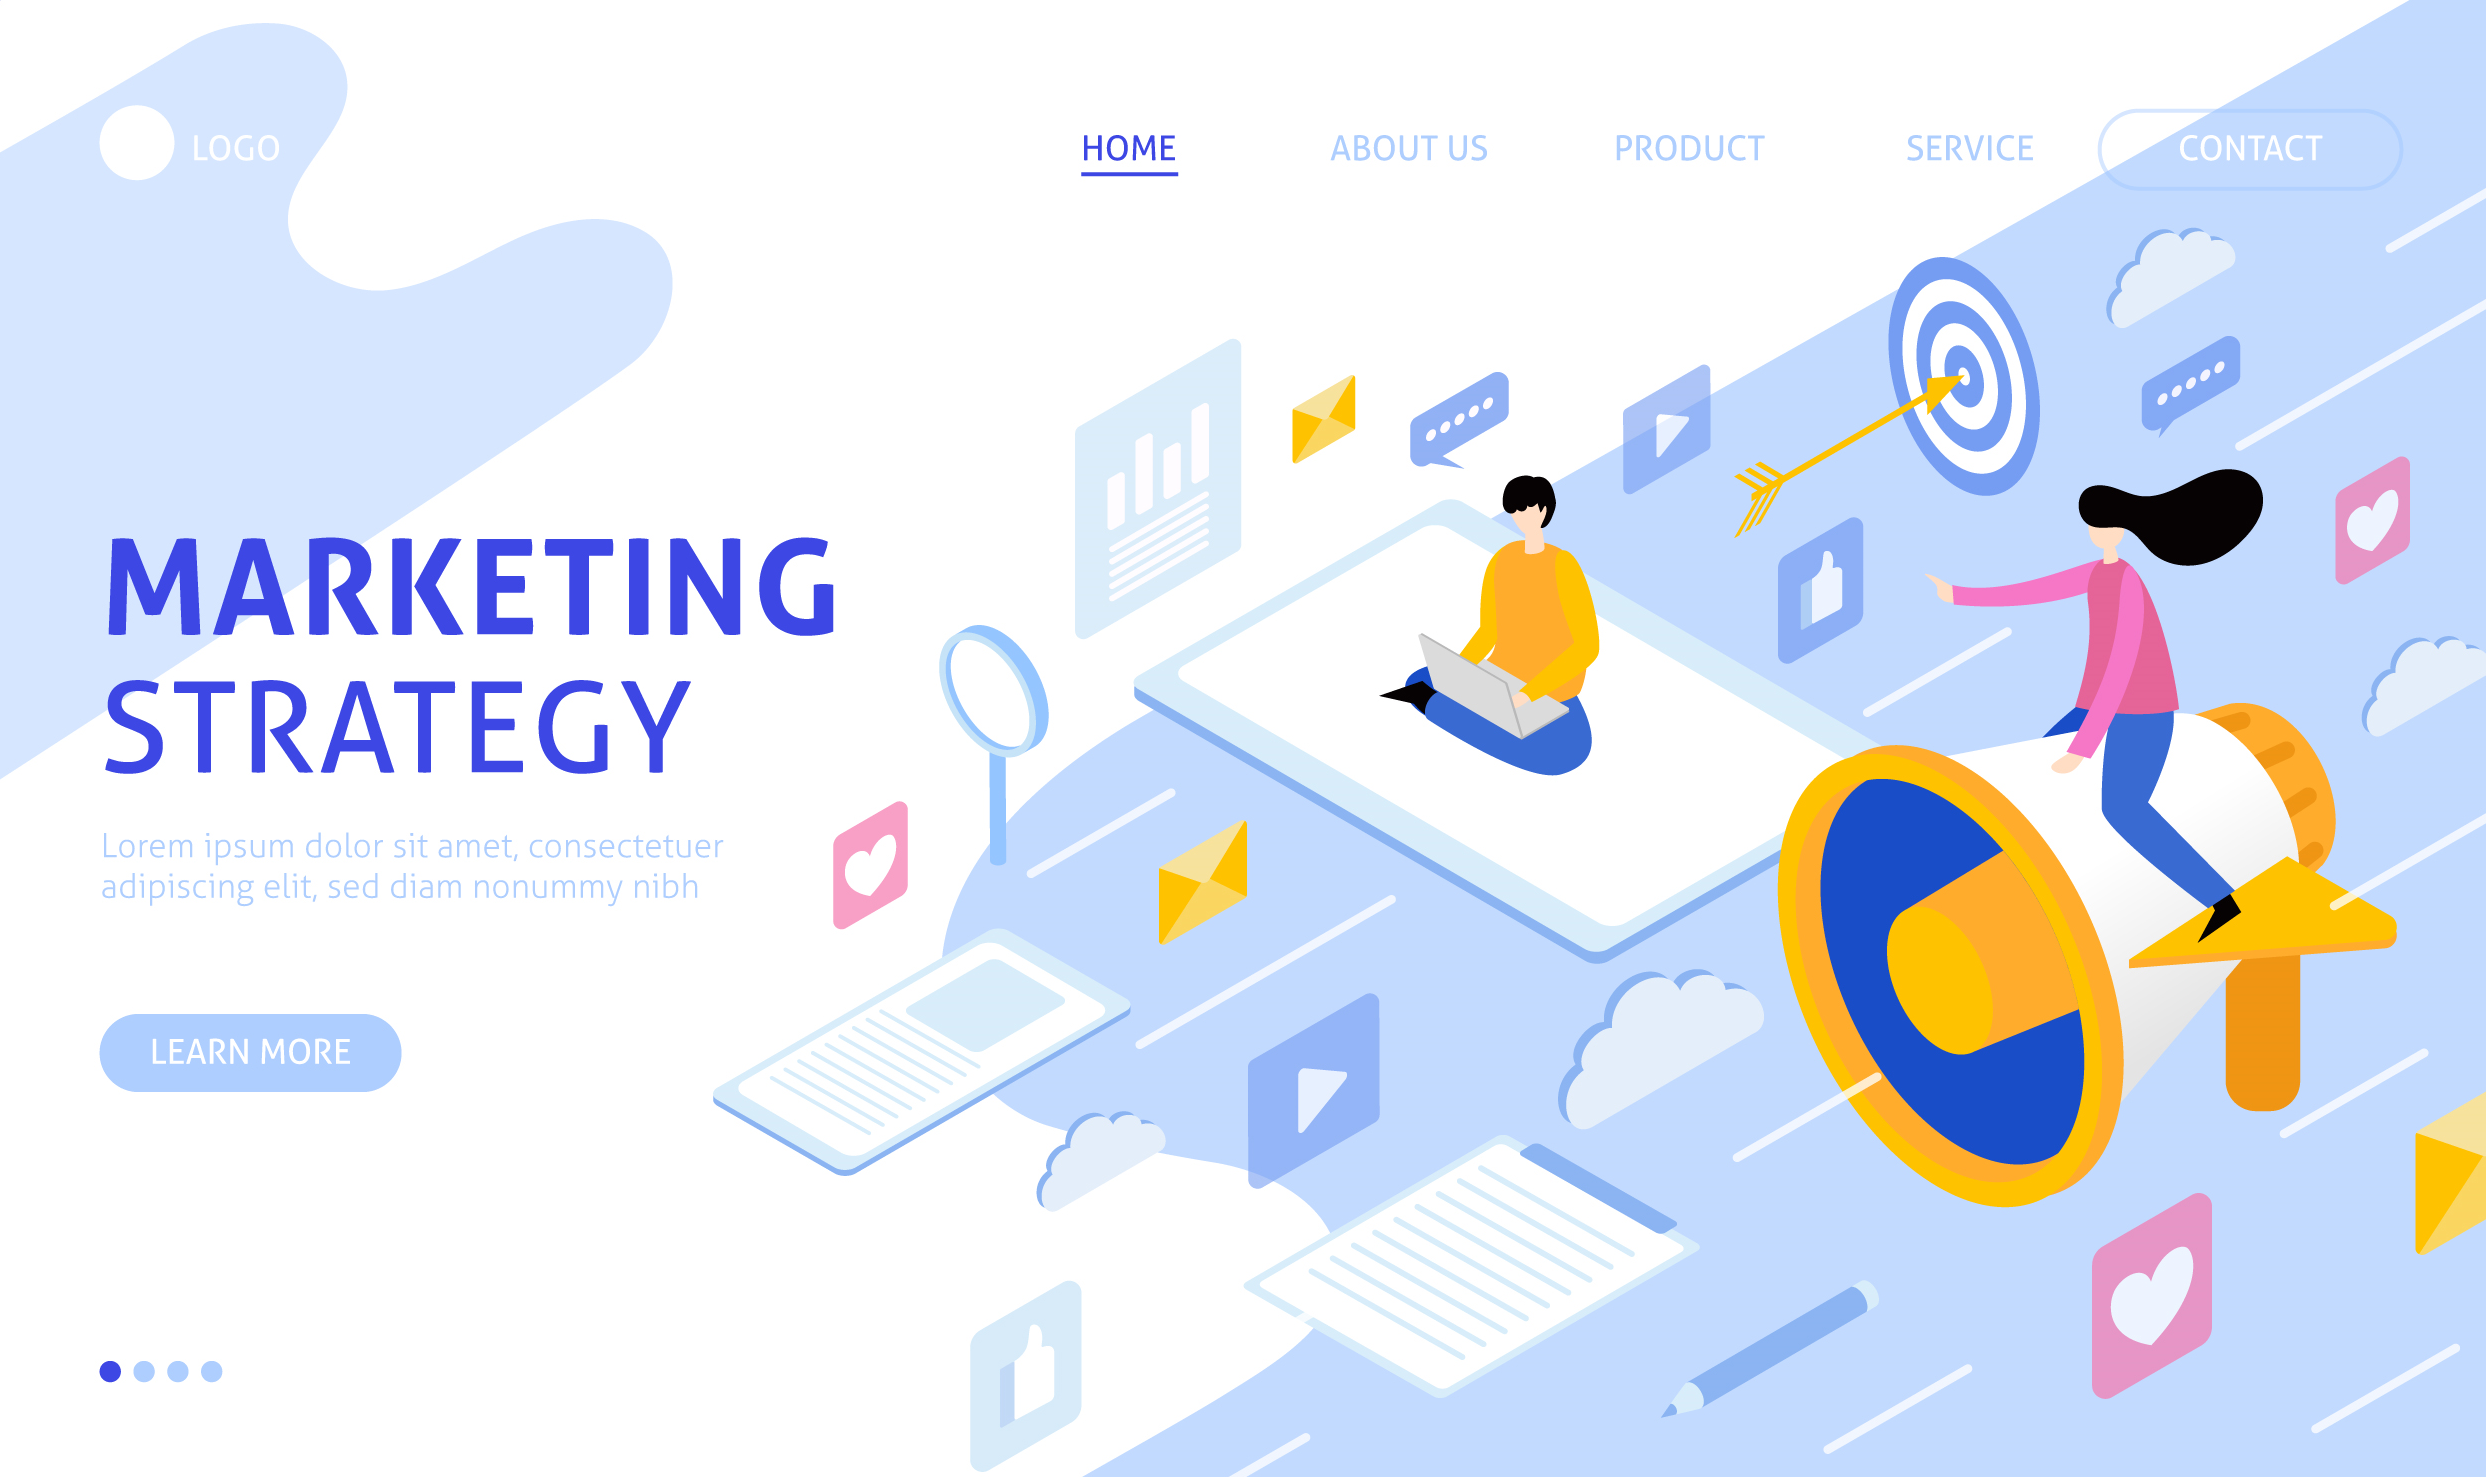 LOGO
HOME
ABOUT US
PRODUCT
SERVICE
CONTACT
MARKETING
STRATEGY
Lorem ipsum dolor sit amet, consectetuer
adipiscing elit, sed diam nonummy nibh
LEARN MORE